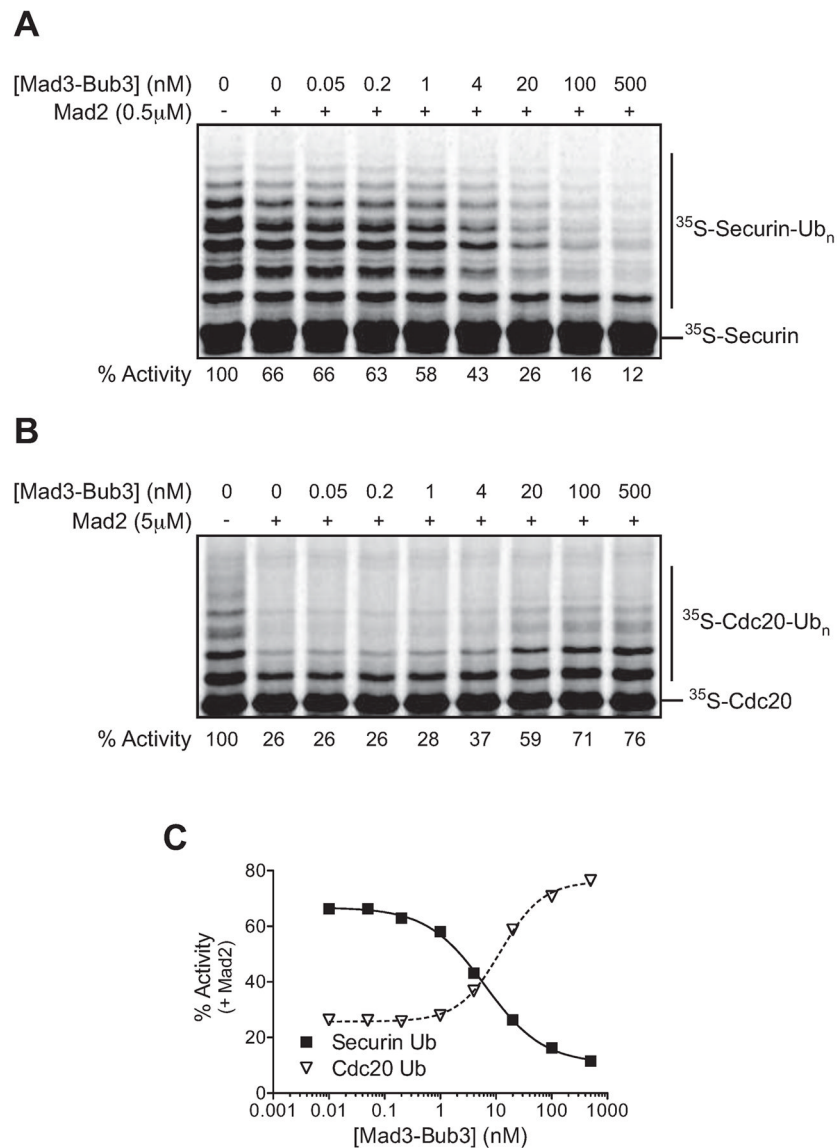 A
[Mad3-Bub3] (nM) 0 0 0.05 0.2 1 4 20 100 500
Mad2 (0.5μM) - + + + + + + + +
³⁵S-Securin-Ubₙ
³⁵S-Securin
% Activity 100 66 66 63 58 43 26 16 12
B
[Mad3-Bub3] (nM) 0 0 0.05 0.2 1 4 20 100 500
Mad2 (5μM) - + + + + + + + +
³⁵S-Cdc20-Ubₙ
³⁵S-Cdc20
% Activity 100 26 26 26 28 37 59 71 76
C
80
60
40
20
0
% Activity
(+ Mad2)
Securin Ub
Cdc20 Ub
0.001 0.01 0.1 1 10 100 1000
[Mad3-Bub3] (nM)